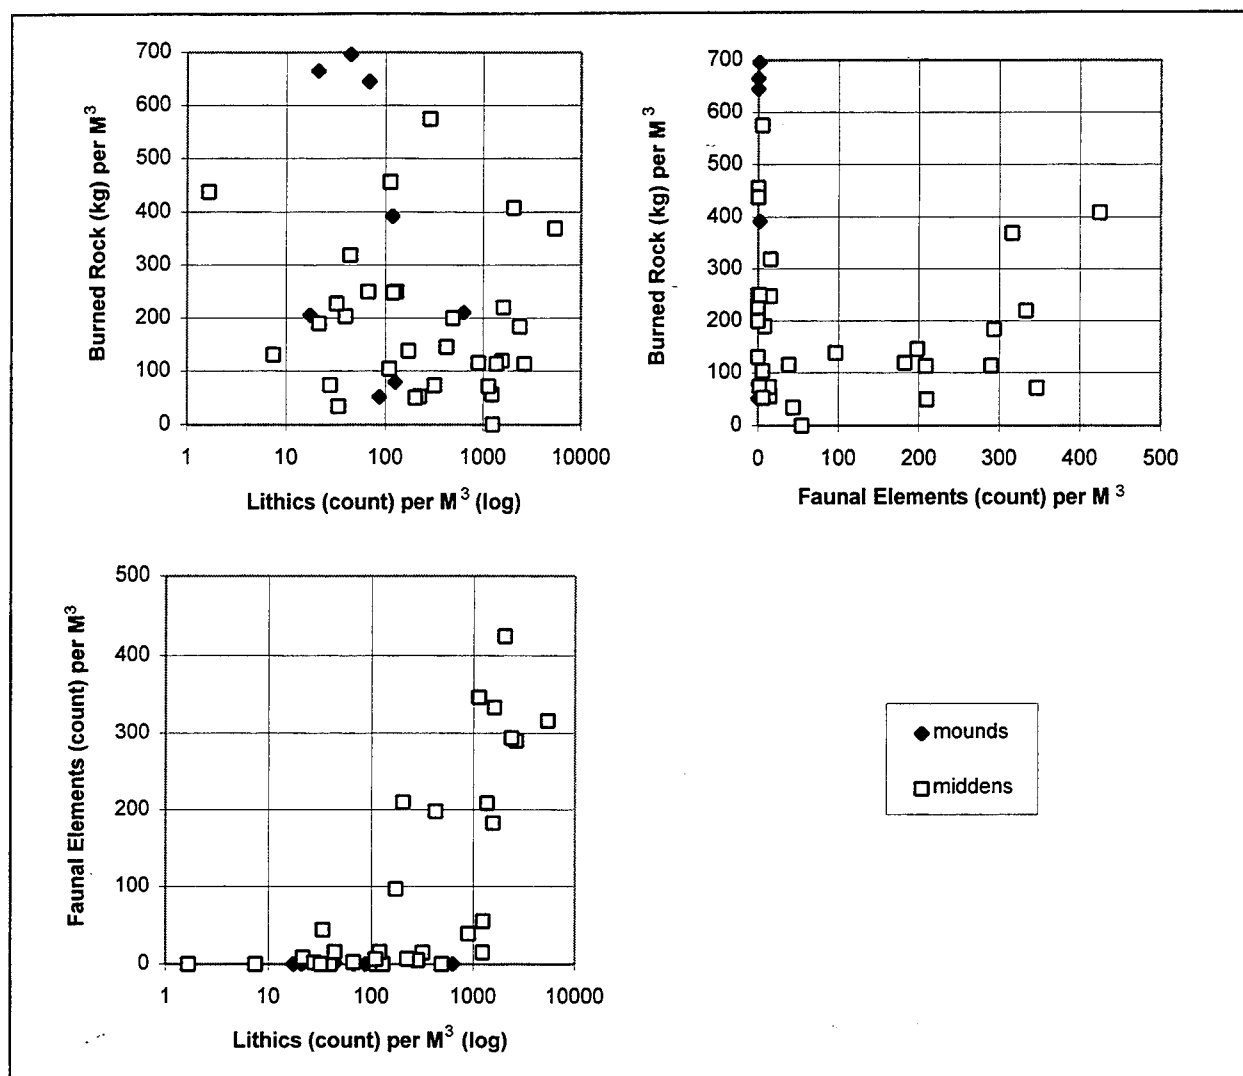 Burned Rock (kg) per M³
700
600
500
400
300
200
100
0
1 10 100 1000 10000
Lithics (count) per M³ (log)
Burned Rock (kg) per M³
700
600
500
400
300
200
100
0
0 100 200 300 400 500
Faunal Elements (count) per M³
Faunal Elements (count) per M³
500
400
300
200
100
0
1 10 100 1000 10000
Lithics (count) per M³ (log)
mounds
middens